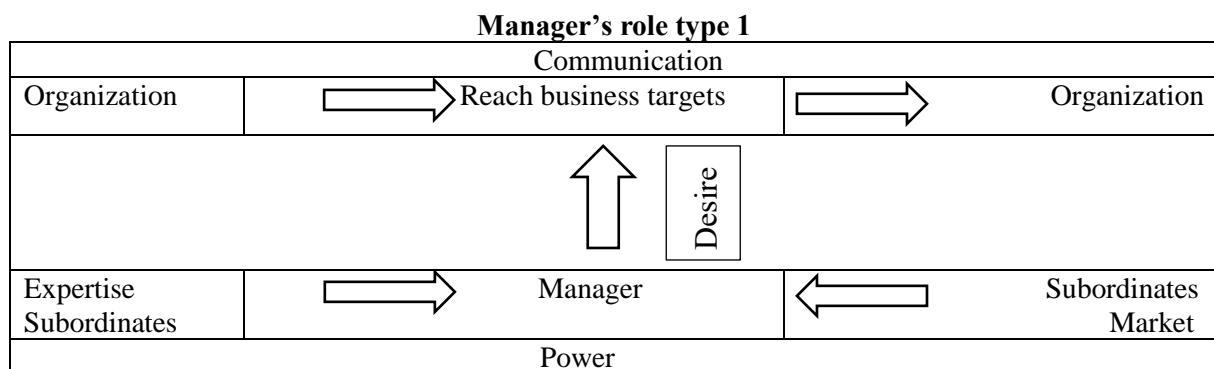 Manager’s role type 1
Communication
Organization Reach business targets Organization
Desire
Expertise Manager Subordinates
Subordinates Market
Power